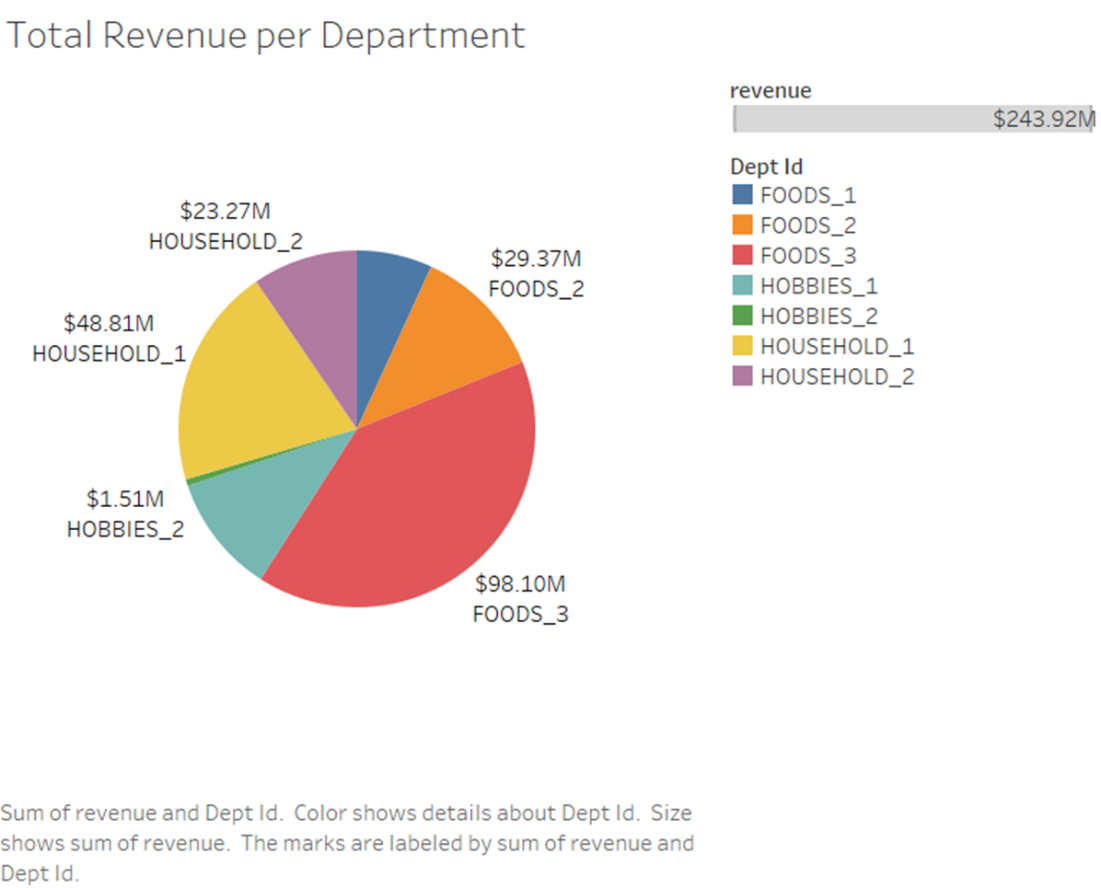 Total Revenue per Department
revenue
$243.92M
Dept Id
FOODS_1
FOODS_2
FOODS_3
HOBBIES_1
HOBBIES_2
HOUSEHOLD_1
HOUSEHOLD_2
$23.27M
HOUSEHOLD_2
$29.37M
FOODS_2
$48.81M
HOUSEHOLD_1
$1.51M
HOBBIES_2
$98.10M
FOODS_3
Sum of revenue and Dept Id.  Color shows details about Dept Id.  Size
shows sum of revenue.  The marks are labeled by sum of revenue and
Dept Id.